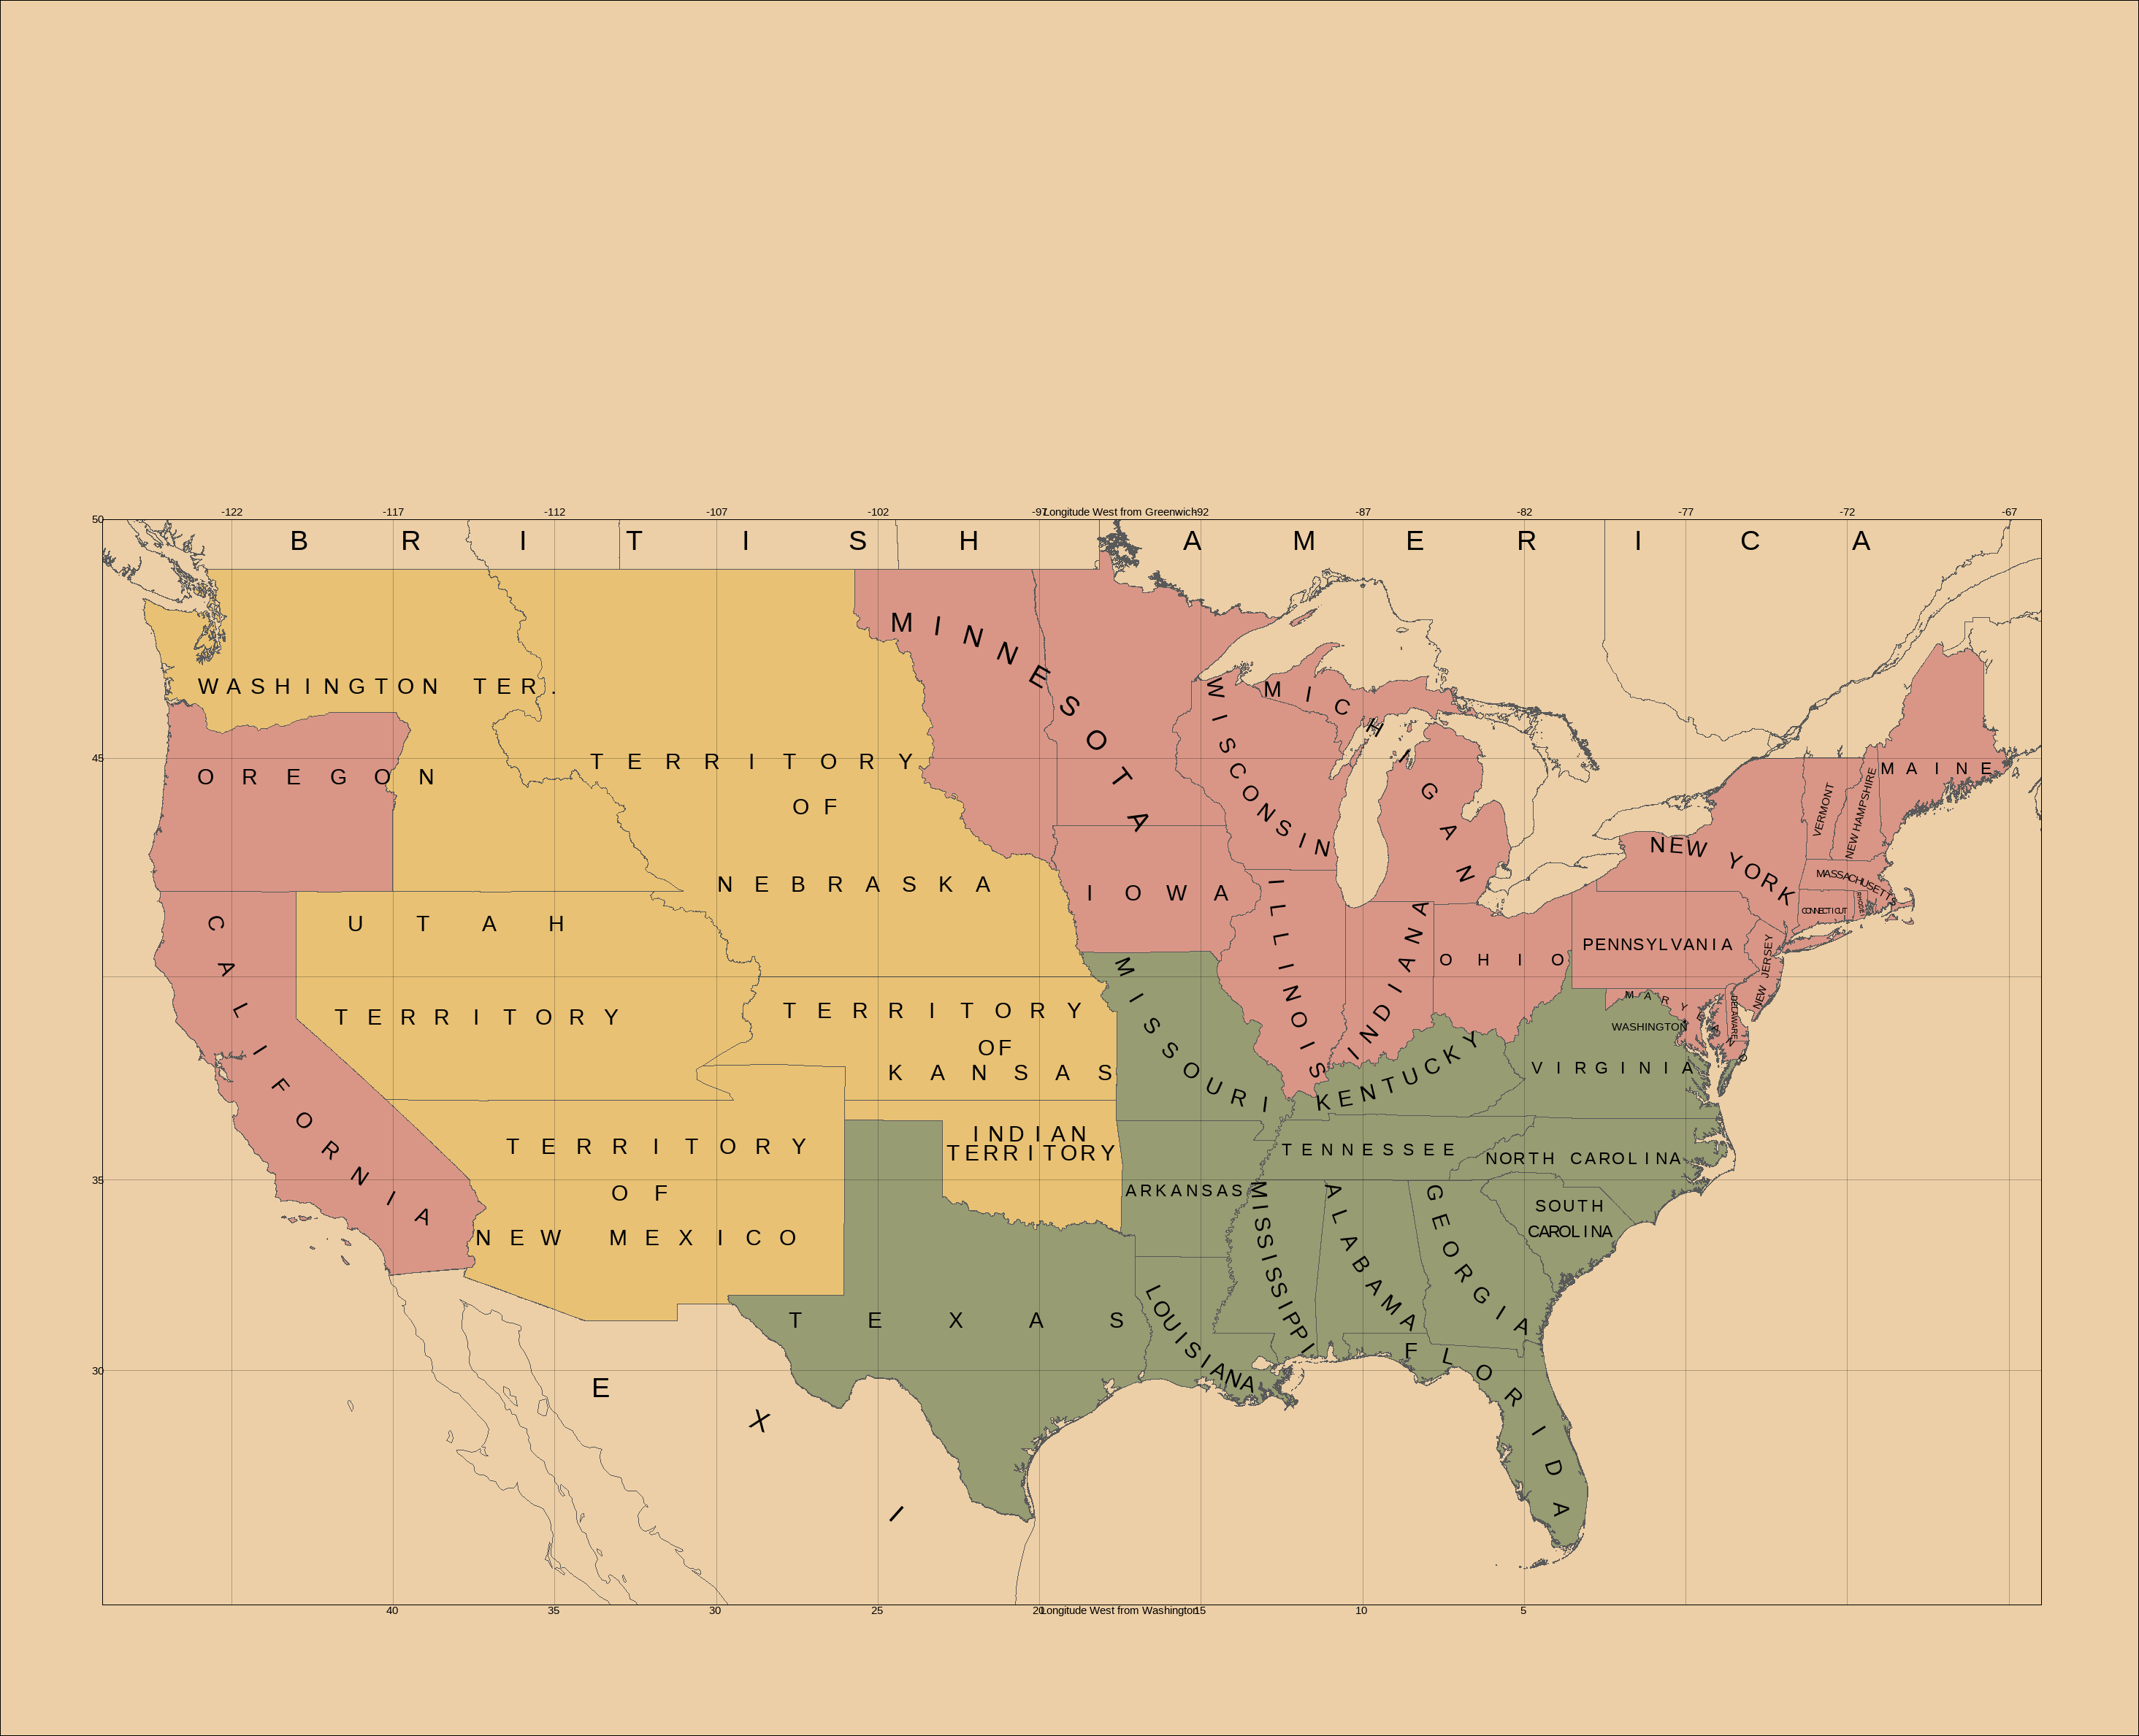 -122 -117 -112 -107 -102 -97 Longitude West from Greenwich -92 -87 -82 -77 -72 -67
50
BRITISH AMERICA
WASHINGTON TER.
MINNESOTA
MICHIGAN
WISCONSIN
45
OREGON
TERRITORY
OF
NEBRASKA
MAINE
VERMONT
NEW HAMPSHIRE
NEW YORK
MASSACHUSETTS
CONNECTICUT
RHODE
IOWA
UTAH
TERRITORY
CALIFORNIA
ILLINOIS
INDIANA
OHIO
PENNSYLVANIA
NEW JERSEY
MARYLAND
DELAWARE
WASHINGTON
VIRGINIA
TERRITORY
OF
KANSAS
MISSOURI
KENTUCKY
INDIAN
TERRITORY
TERRITORY
OF
NEW MEXICO
TENNESSEE
NORTH CAROLINA
35
ARKANSAS
SOUTH
CAROLINA
MISSISSIPPI
ALABAMA
GEORGIA
TEXAS
LOUISIANA
FLORIDA
30
EXI
40 35 30 25 20 Longitude West from Washington 15 10 5